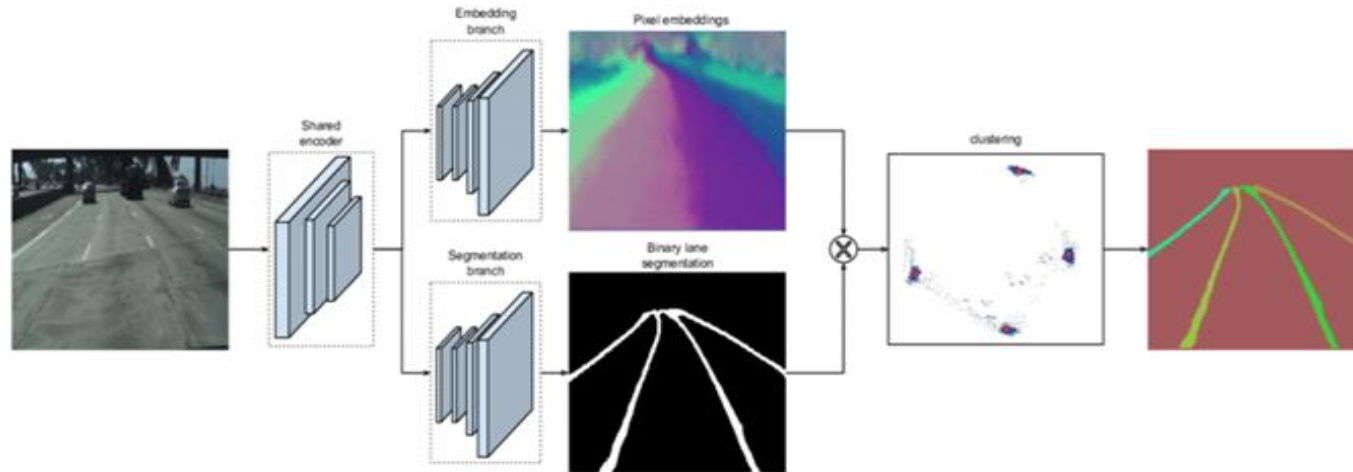 Embedding
branch
Pixel embeddings
Shared
encoder
clustering
Segmentation
branch
Binary lane
segmentation